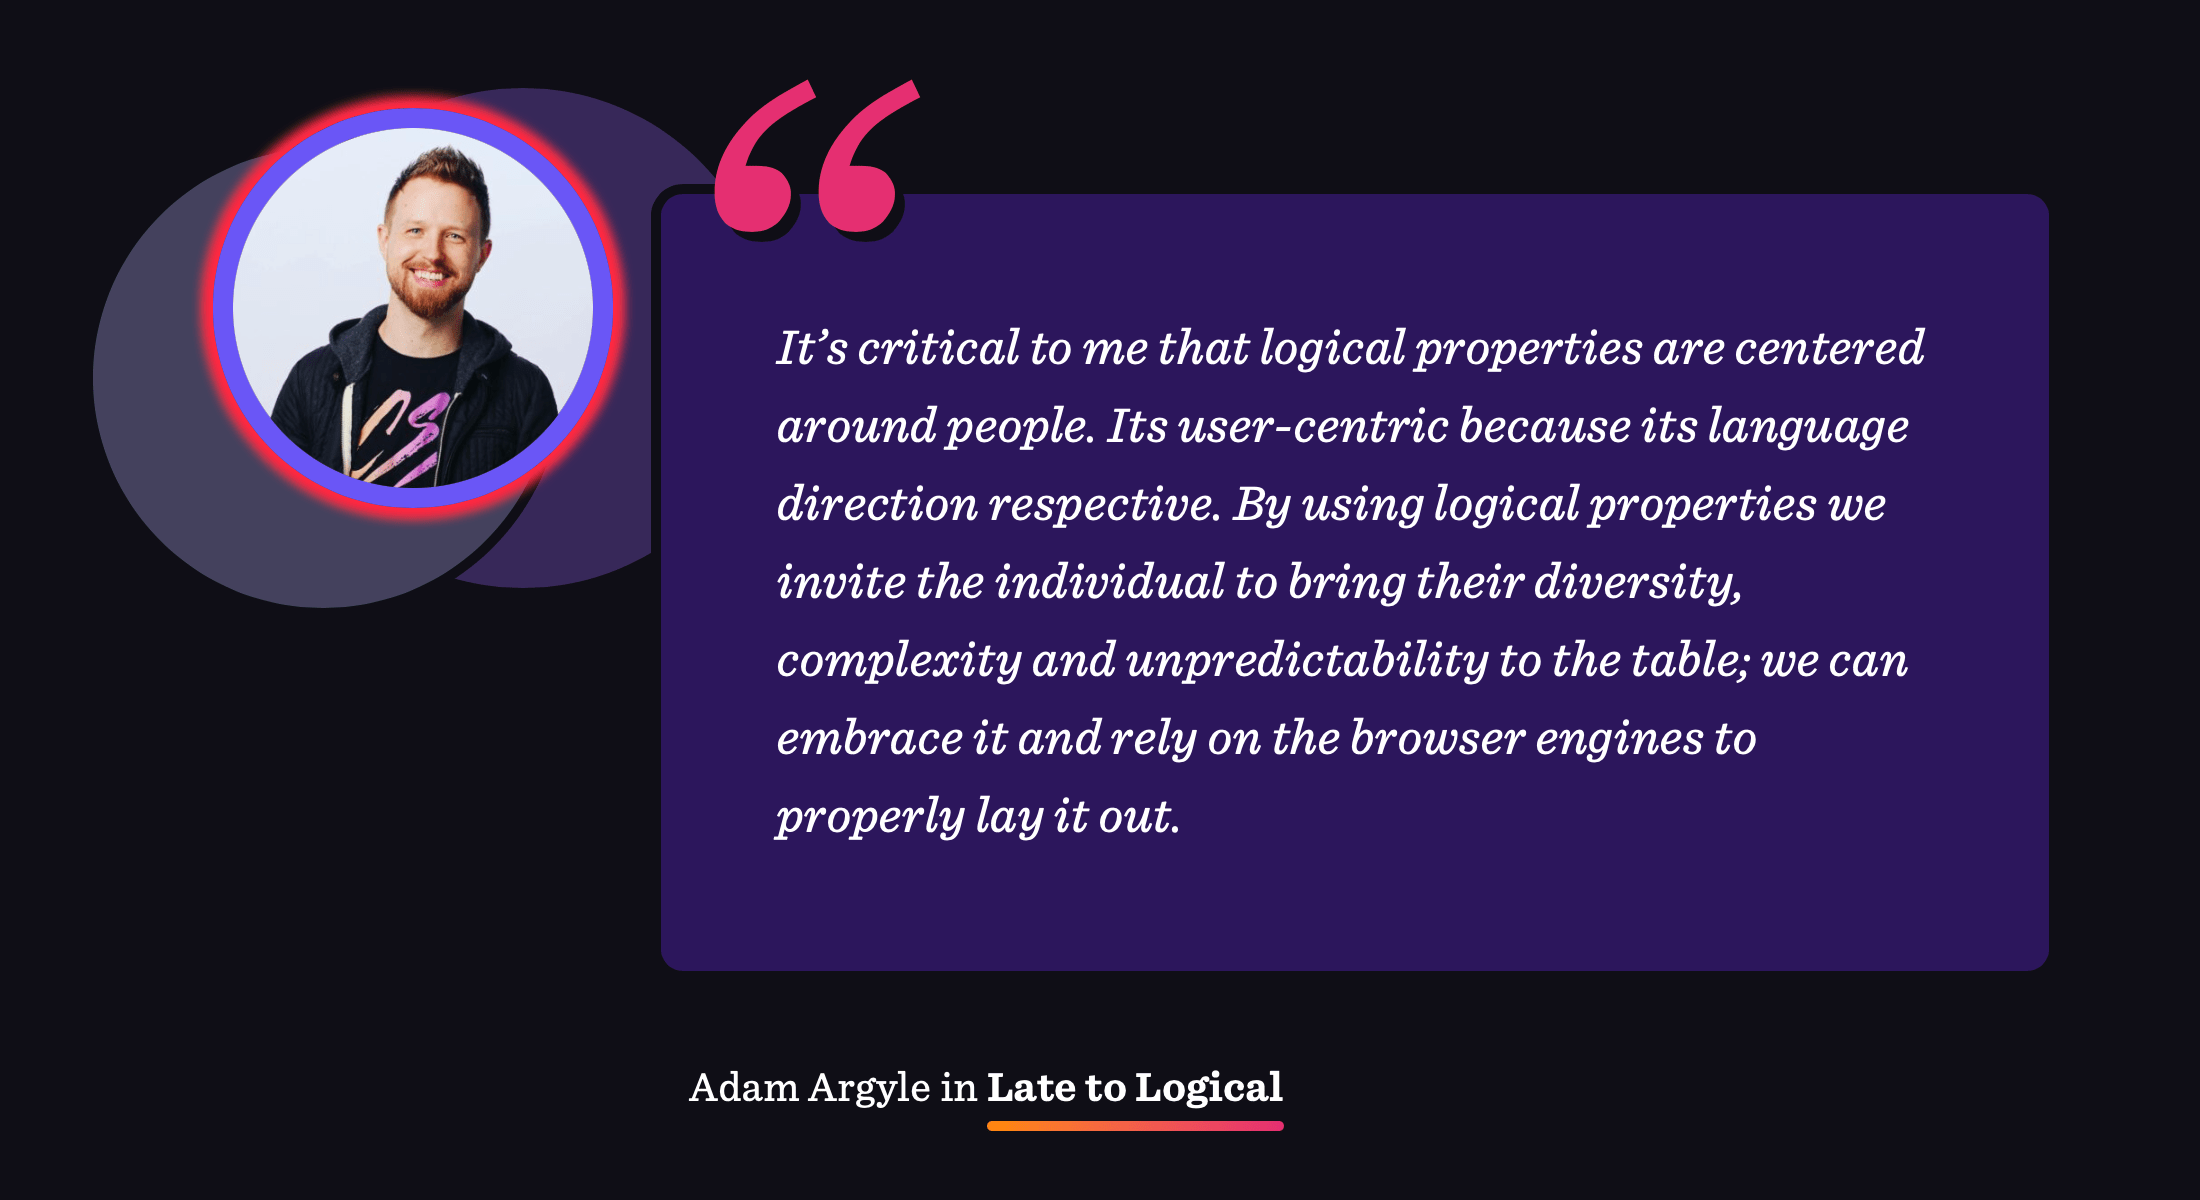 It’s critical to me that logical properties are centered
around people. Its user-centric because its language
direction respective. By using logical properties we
invite the individual to bring their diversity,
complexity and unpredictability to the table; we can
embrace it and rely on the browser engines to
properly lay it out.
Adam Argyle in Late to Logical